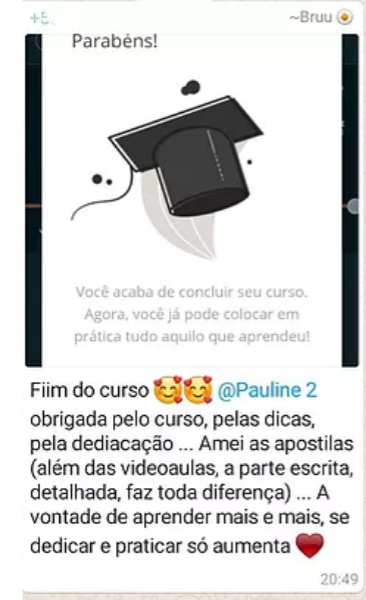 ~Bruu
Parabéns!
Você acaba de concluir seu curso.
Agora, você já pode colocar em
prática tudo aquilo que aprendeu!
Fiim do curso 🥰🥰 @Pauline 2
obrigada pelo curso, pelas dicas,
pela dediacação ... Amei as apostilas
(além das videoaulas, a parte escrita,
detalhada, faz toda diferença) ... A
vontade de aprender mais e mais, se
dedicar e praticar só aumenta ❤️
20:49